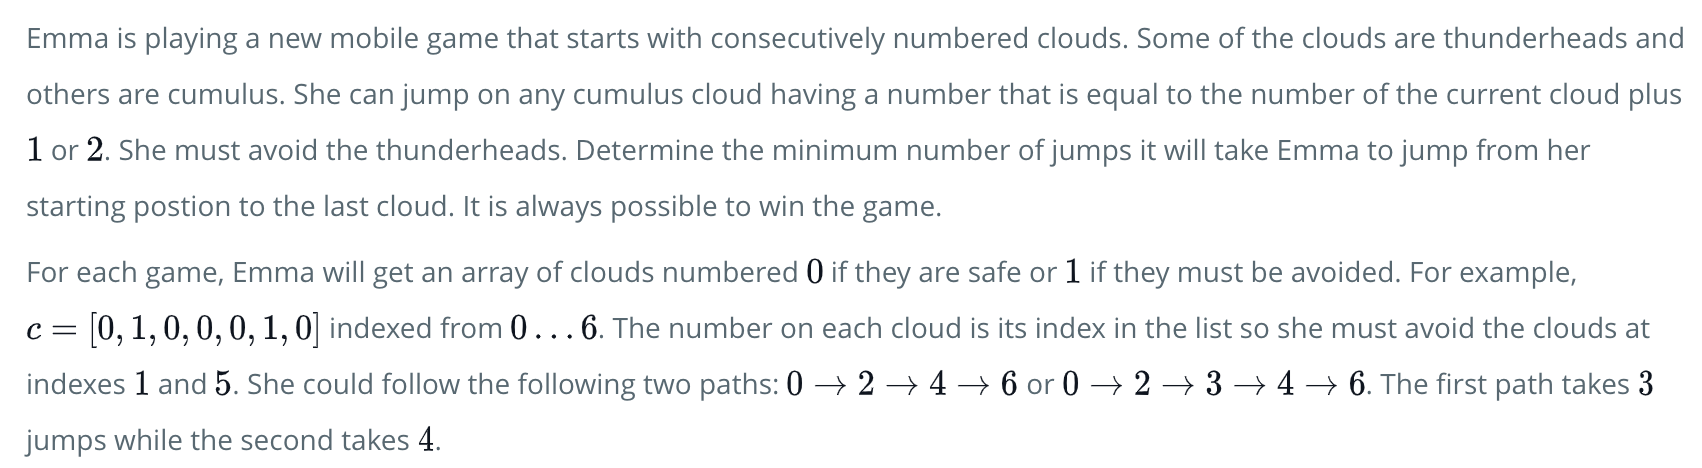 Emma is playing a new mobile game that starts with consecutively numbered clouds. Some of the clouds are thunderheads and
others are cumulus. She can jump on any cumulus cloud having a number that is equal to the number of the current cloud plus
1 or 2. She must avoid the thunderheads. Determine the minimum number of jumps it will take Emma to jump from her
starting postion to the last cloud. It is always possible to win the game.
For each game, Emma will get an array of clouds numbered 0 if they are safe or 1 if they must be avoided. For example,
c = [0, 1, 0, 0, 0, 1, 0] indexed from 0 . . . 6. The number on each cloud is its index in the list so she must avoid the clouds at
indexes 1 and 5. She could follow the following two paths: 0 → 2 → 4 → 6 or 0 → 2 → 3 → 4 → 6. The first path takes 3
jumps while the second takes 4.